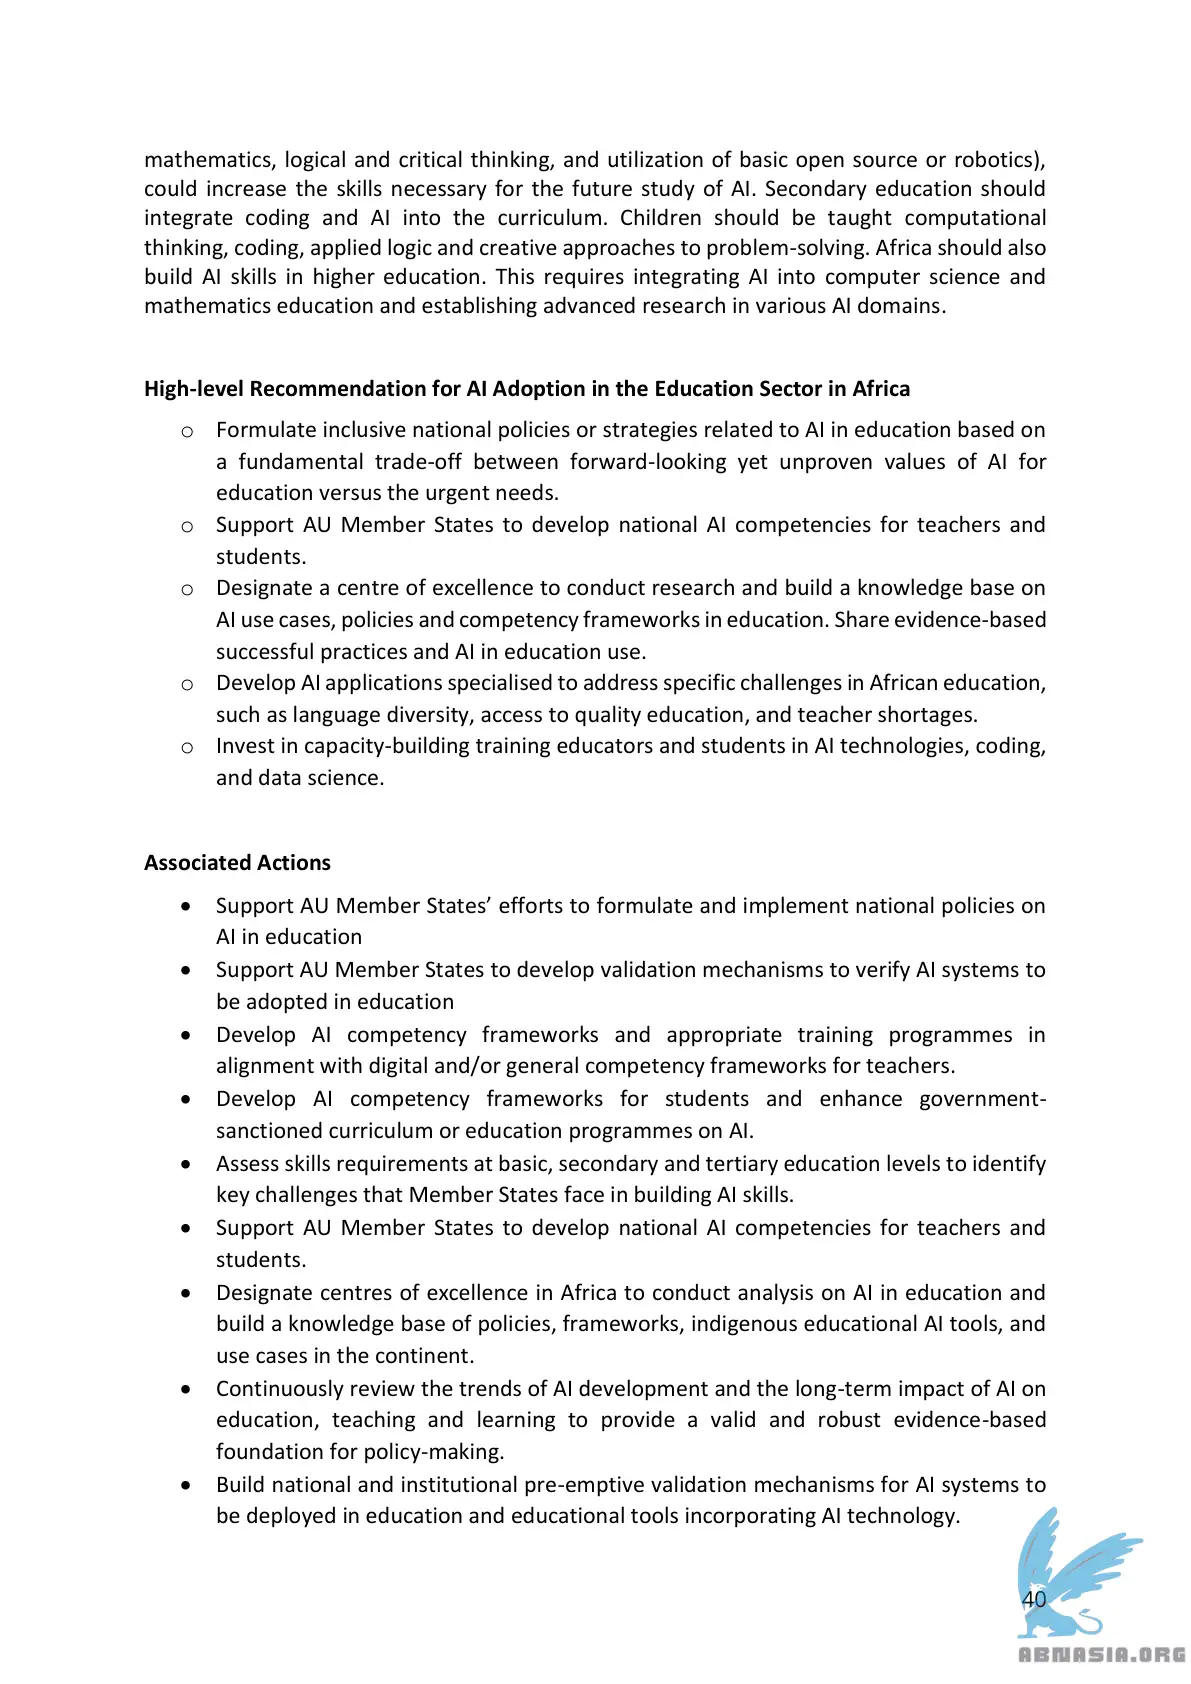 mathematics, logical and critical thinking, and utilization of basic open source or robotics),
could increase the skills necessary for the future study of AI. Secondary education should
integrate coding and AI into the curriculum. Children should be taught computational
thinking, coding, applied logic and creative approaches to problem-solving. Africa should also
build AI skills in higher education. This requires integrating AI into computer science and
mathematics education and establishing advanced research in various AI domains.
High-level Recommendation for AI Adoption in the Education Sector in Africa
o Formulate inclusive national policies or strategies related to AI in education based on
a fundamental trade-off between forward-looking yet unproven values of AI for
education versus the urgent needs.
o Support AU Member States to develop national AI competencies for teachers and
students.
o Designate a centre of excellence to conduct research and build a knowledge base on
AI use cases, policies and competency frameworks in education. Share evidence-based
successful practices and AI in education use.
o Develop AI applications specialised to address specific challenges in African education,
such as language diversity, access to quality education, and teacher shortages.
o Invest in capacity-building training educators and students in AI technologies, coding,
and data science.
Associated Actions
• Support AU Member States’ efforts to formulate and implement national policies on
AI in education
• Support AU Member States to develop validation mechanisms to verify AI systems to
be adopted in education
• Develop AI competency frameworks and appropriate training programmes in
alignment with digital and/or general competency frameworks for teachers.
• Develop AI competency frameworks for students and enhance government-
sanctioned curriculum or education programmes on AI.
• Assess skills requirements at basic, secondary and tertiary education levels to identify
key challenges that Member States face in building AI skills.
• Support AU Member States to develop national AI competencies for teachers and
students.
• Designate centres of excellence in Africa to conduct analysis on AI in education and
build a knowledge base of policies, frameworks, indigenous educational AI tools, and
use cases in the continent.
• Continuously review the trends of AI development and the long-term impact of AI on
education, teaching and learning to provide a valid and robust evidence-based
foundation for policy-making.
• Build national and institutional pre-emptive validation mechanisms for AI systems to
be deployed in education and educational tools incorporating AI technology.
40
ABNASIA.ORG